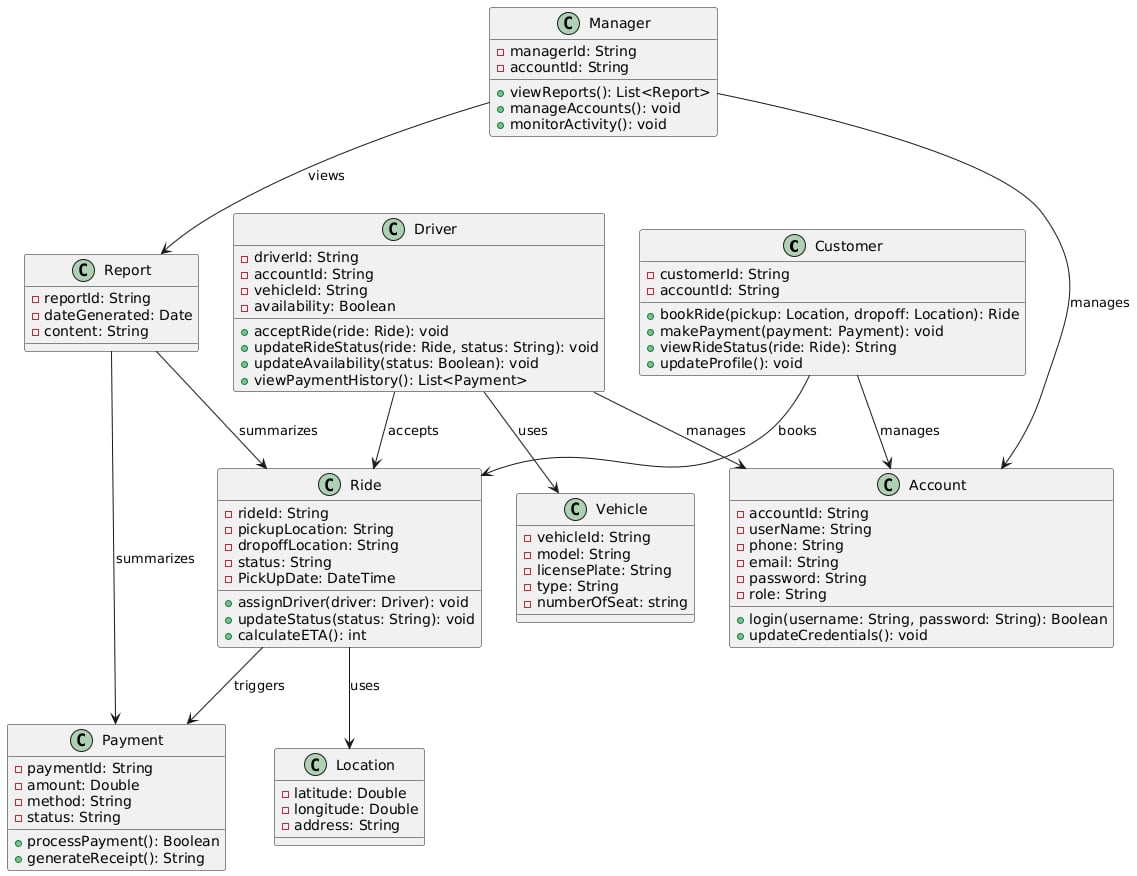 C Manager
managerId: String
accountId: String
viewReports(): List<Report>
manageAccounts(): void
monitorActivity(): void
views
manages
C Driver
driverId: String
accountId: String
vehicleId: String
availability: Boolean
acceptRide(ride: Ride): void
updateRideStatus(ride: Ride, status: String): void
updateAvailability(status: Boolean): void
viewPaymentHistory(): List<Payment>
C Customer
customerId: String
accountId: String
bookRide(pickup: Location, dropoff: Location): Ride
makePayment(payment: Payment): void
viewRideStatus(ride: Ride): String
updateProfile(): void
C Report
reportId: String
dateGenerated: Date
content: String
summarizes
accepts
uses
manages
books
manages
summarizes
C Ride
rideId: String
pickupLocation: String
dropoffLocation: String
status: String
PickUpDate: DateTime
assignDriver(driver: Driver): void
updateStatus(status: String): void
calculateETA(): int
C Vehicle
vehicleId: String
model: String
licensePlate: String
type: String
numberOfSeat: string
C Account
accountId: String
userName: String
phone: String
email: String
password: String
role: String
login(username: String, password: String): Boolean
updateCredentials(): void
triggers
uses
C Payment
paymentId: String
amount: Double
method: String
status: String
processPayment(): Boolean
generateReceipt(): String
C Location
latitude: Double
longitude: Double
address: String